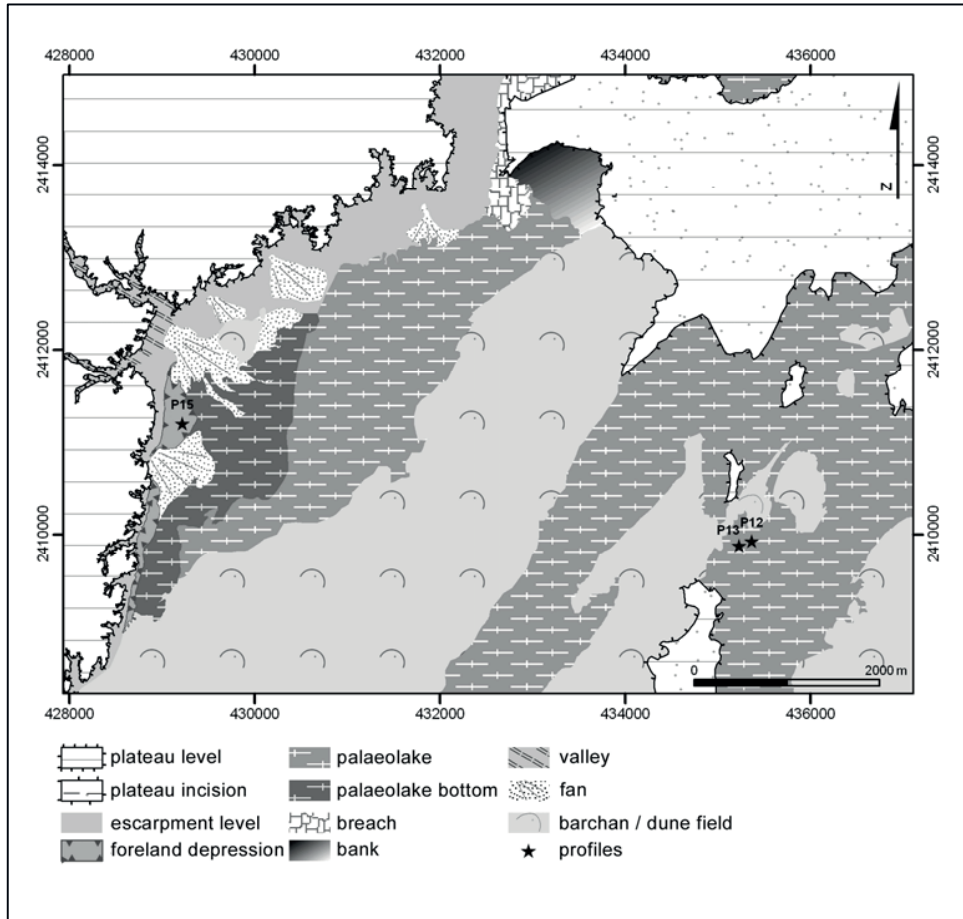 428000 430000 432000 434000 436000
2414000 2414000
N
2412000 2412000
P15
2410000 2410000
P13 P12
0 2000 m
428000 430000 432000 434000 436000
plateau level palaeolake valley
plateau incision palaeolake bottom fan
escarpment level breach barchan / dune field
foreland depression bank profiles